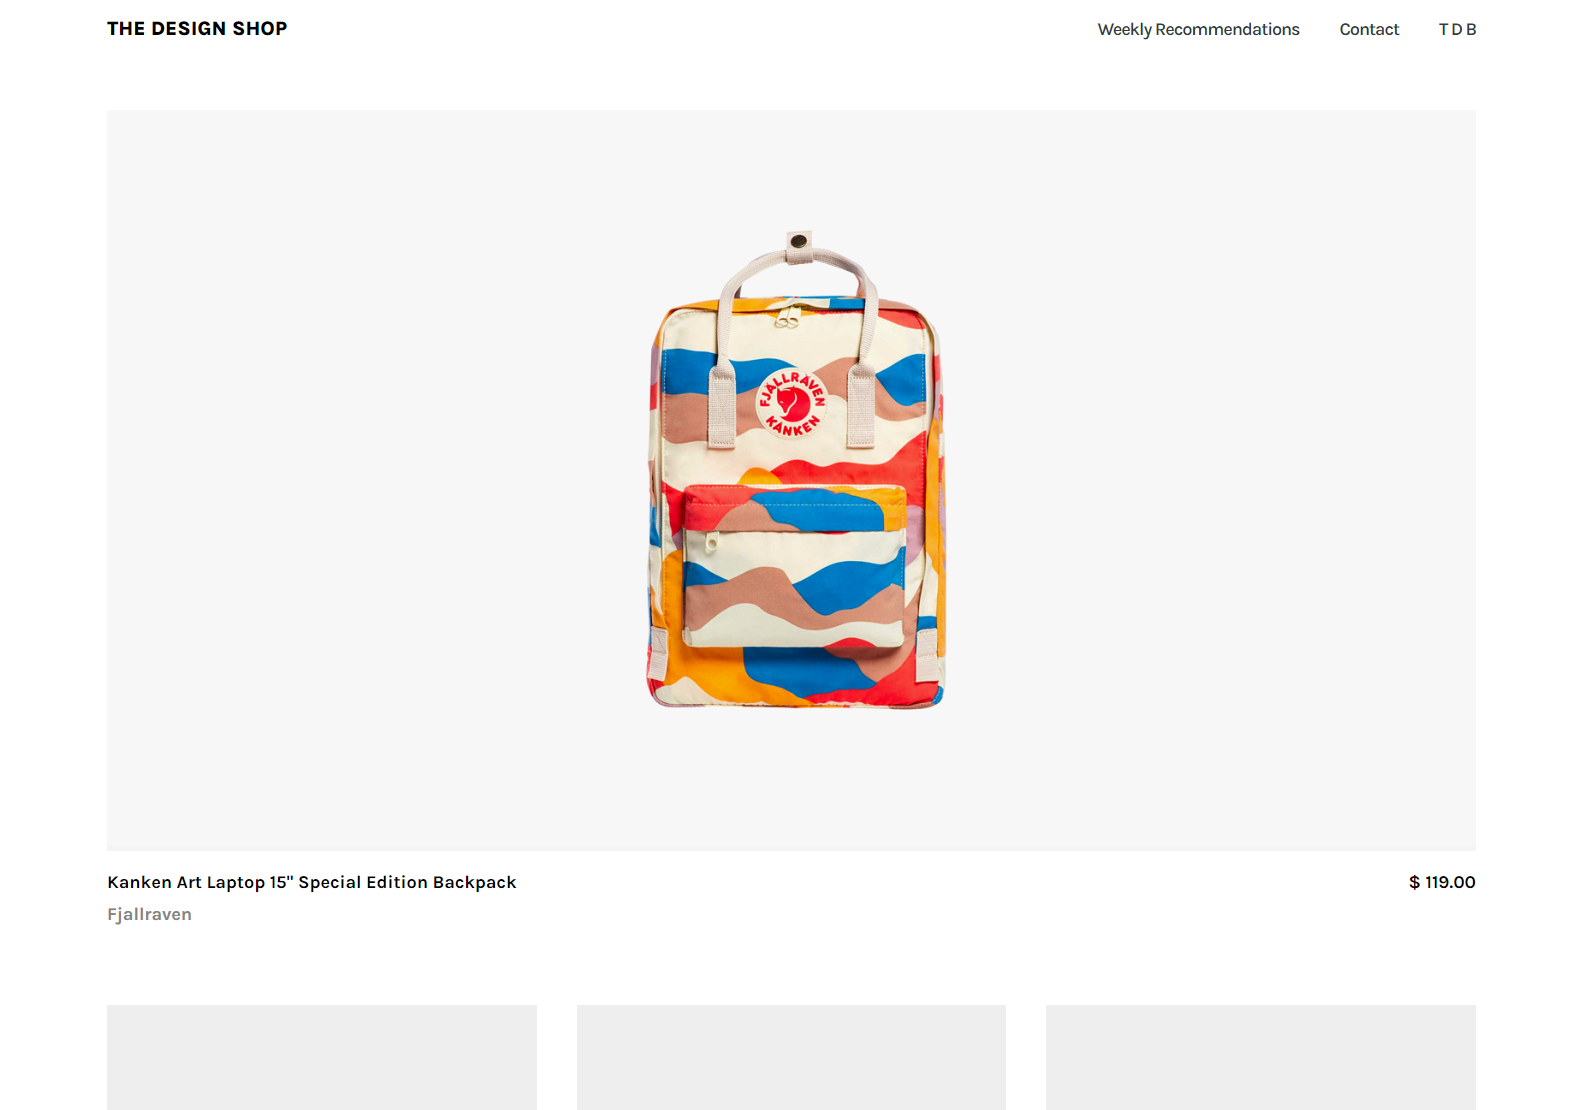 THE DESIGN SHOP
Weekly Recommendations
Contact
T D B
FJÄLLRÄVEN
KÅNKEN
Kanken Art Laptop 15" Special Edition Backpack
$ 119.00
Fjallraven